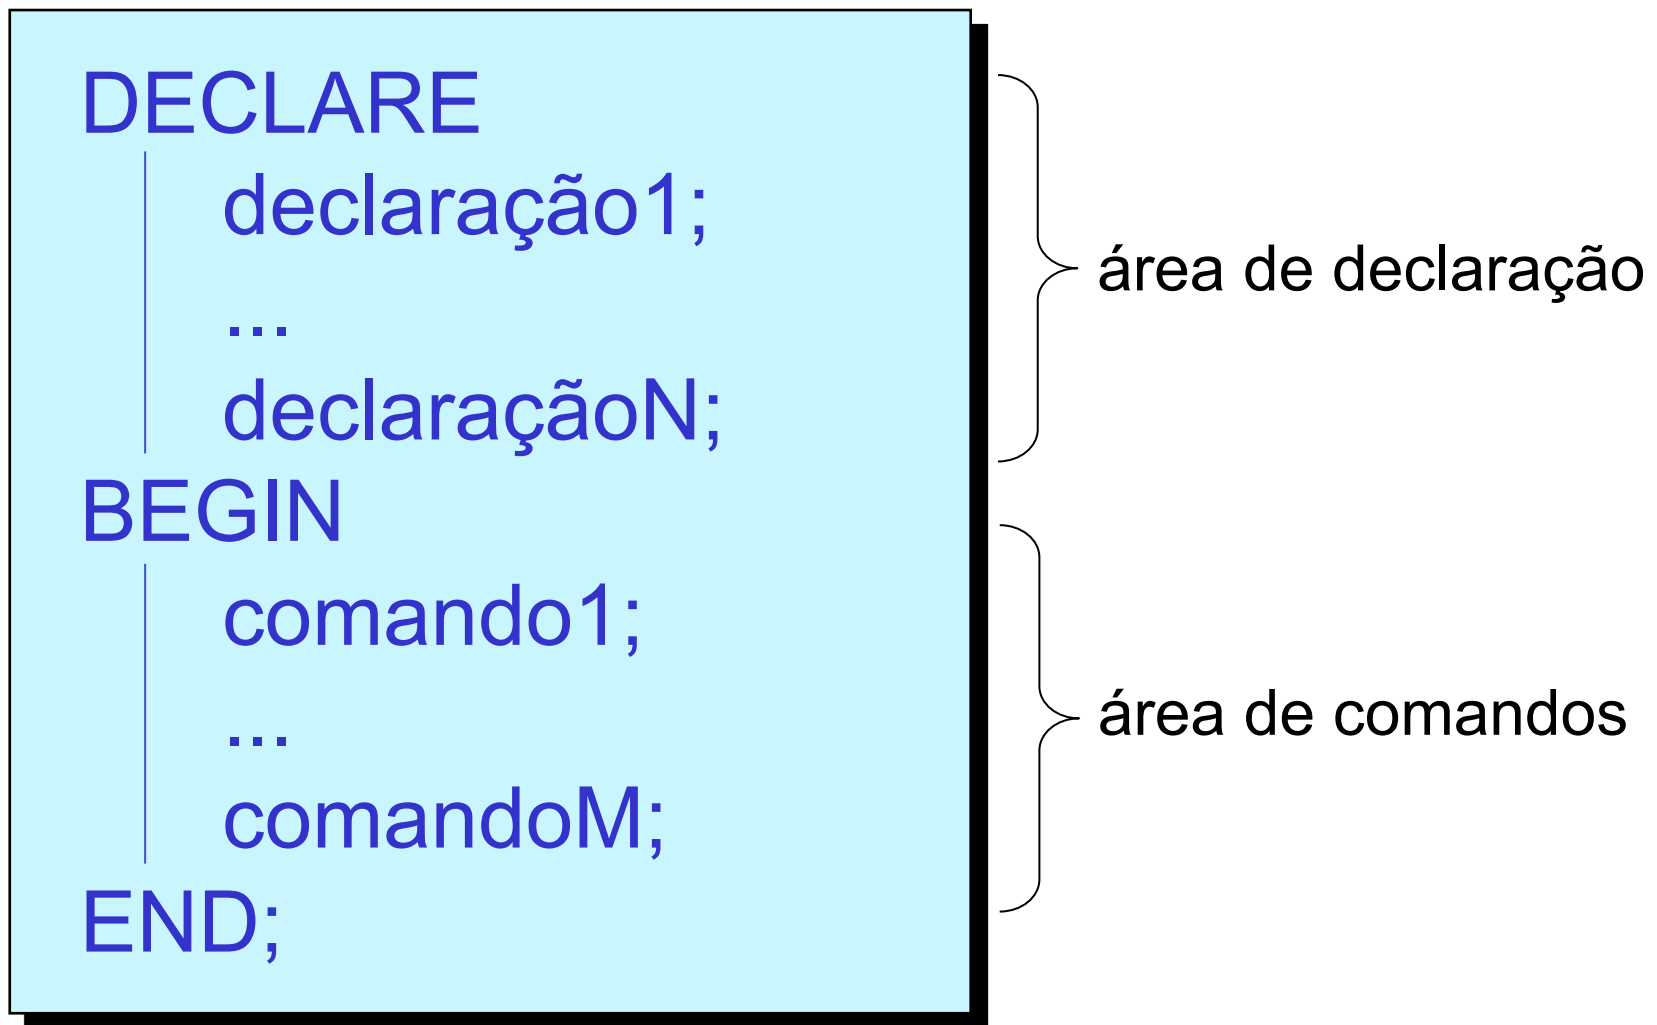 DECLARE
declaração1;
...
declaraçãoN;
área de declaração
BEGIN
comando1;
...
comandoM;
END;
área de comandos